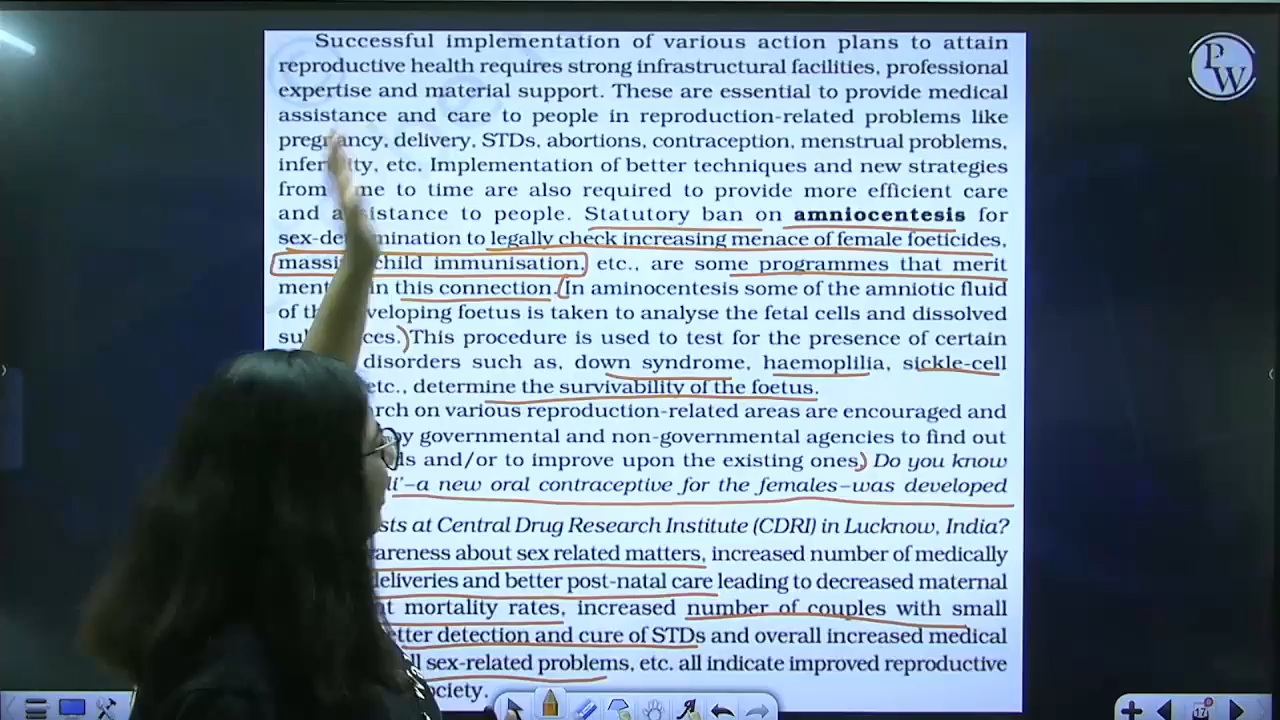 Successful implementation of various action plans to attain
reproductive health requires strong infrastructural facilities, professional
expertise and material support. These are essential to provide medical
assistance and care to people in reproduction-related problems like
pregnancy, delivery, STDs, abortions, contraception, menstrual problems,
etc. Implementation of better techniques and new strategies
from to time are also required to provide more efficient care
and to people. Statutory ban on amniocentesis for
to legally check increasing menace of female foeticides,
child immunisation, etc., are some programmes that merit
in this connection. In aminocentesis some of the amniotic fluid
of foetus is taken to analyse the fetal cells and dissolved
This procedure is used to test for the presence of certain
disorders such as, down syndrome, haemoplilia, sickle-cell
etc., determine the survivability of the foetus.
on various reproduction-related areas are encouraged and
by governmental and non-governmental agencies to find out
and/or to improve upon the existing ones. Do you know
–a new oral contraceptive for the females–was developed
at Central Drug Research Institute (CDRI) in Lucknow, India?
about sex related matters, increased number of medically
deliveries and better post-natal care leading to decreased maternal
mortality rates, increased number of couples with small
detection and cure of STDs and overall increased medical
sex-related problems, etc. all indicate improved reproductive
PW
17